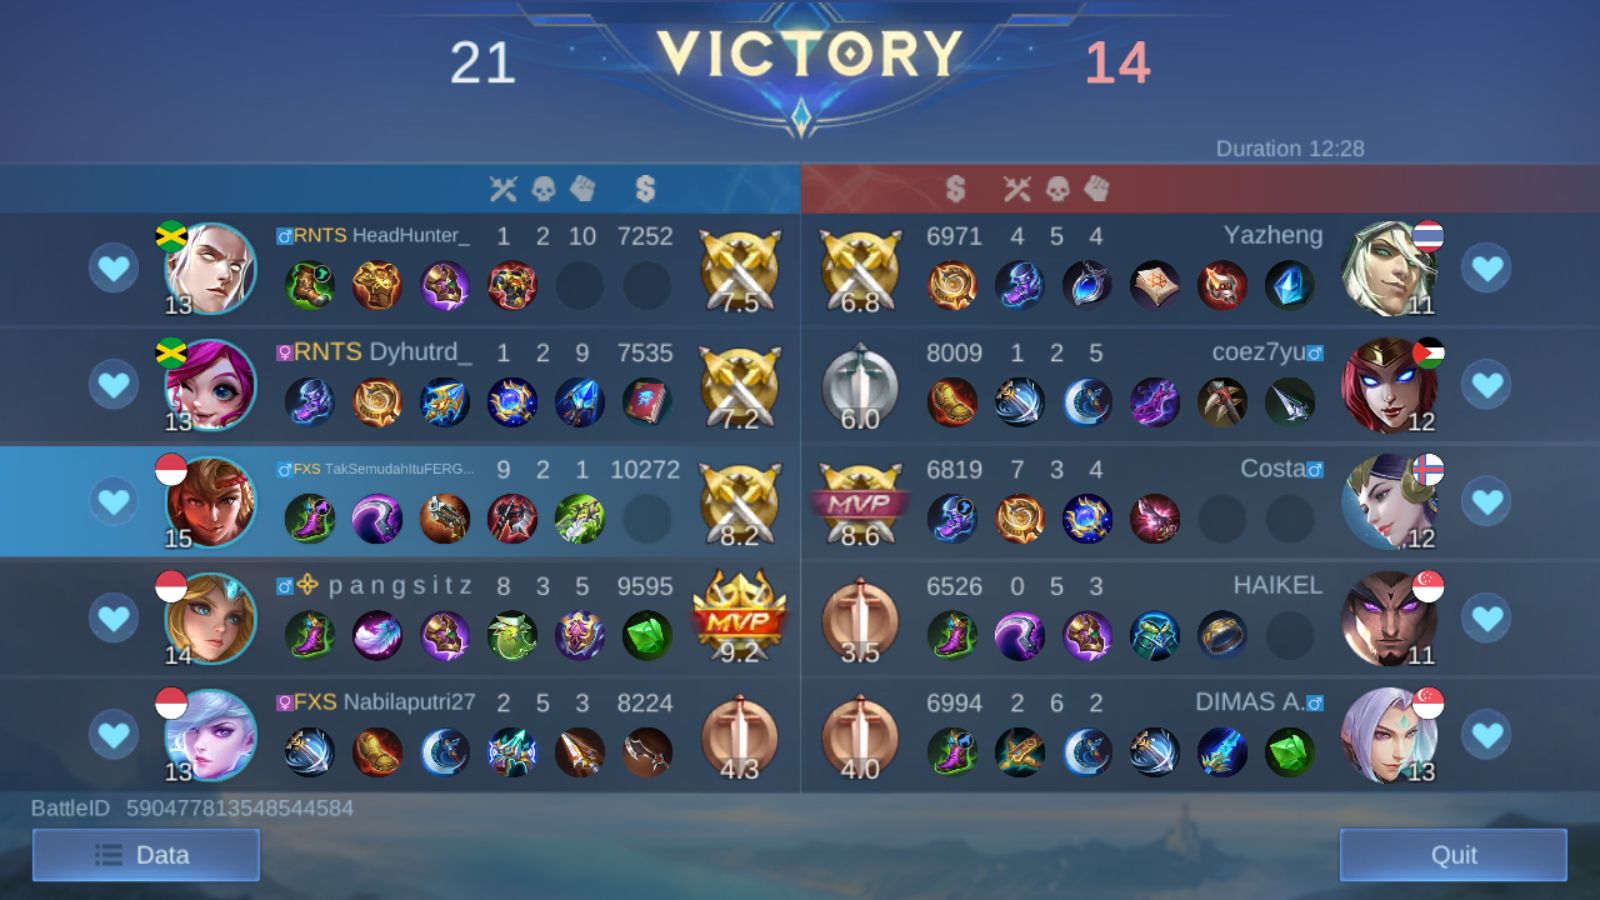 21 VICTORY 14
Duration 12:28
RNTS HeadHunter_ 1 2 10 7252
13 7.5
6.8 6971 4 5 4 Yazheng
11
RNTS Dyhutrd_ 1 2 9 7535
13 7.2
6.0 8009 1 2 5 coez7yu
12
FXS TakSemudahItuFERG... 9 2 1 10272
15 8.2
MVP 8.6 6819 7 3 4 Costa
12
pangsitz 8 3 5 9595
14 MVP 9.2
3.5 6526 0 5 3 HAIKEL
11
FXS Nabilaputri27 2 5 3 8224
13 4.3
4.0 6994 2 6 2 DIMAS A.
13
BattleID 590477813548544584
Data
Quit